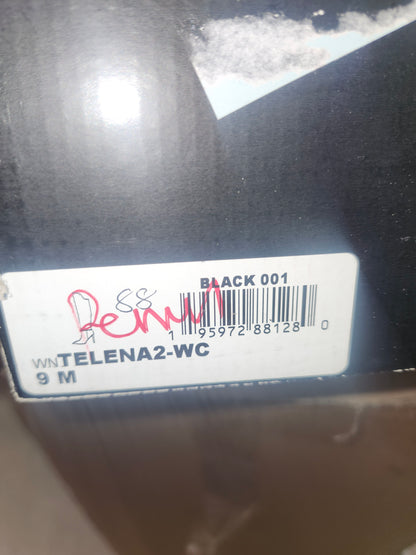 88
BLACK 001
1 95972 88128 0
WNTELENA2-WC
9 M